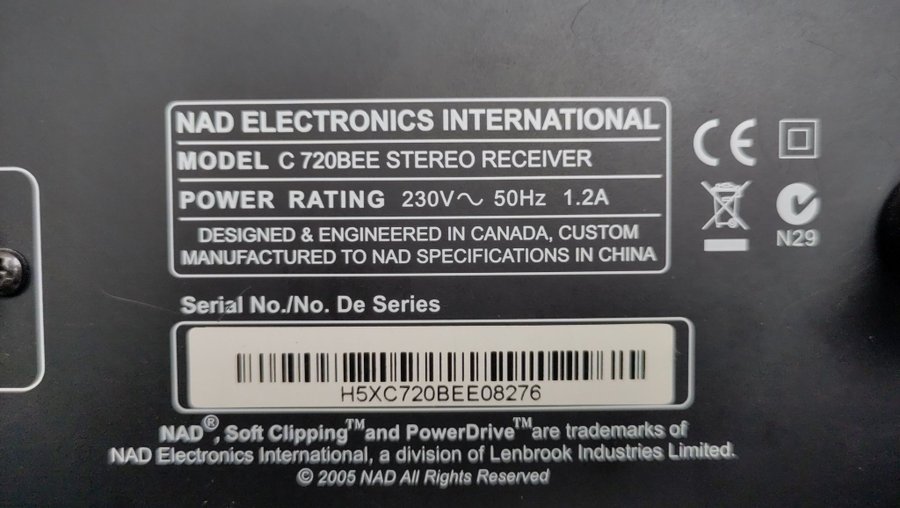 NAD ELECTRONICS INTERNATIONAL
MODEL C 720BEE STEREO RECEIVER
POWER RATING 230V～ 50Hz 1.2A
DESIGNED & ENGINEERED IN CANADA, CUSTOM
MANUFACTURED TO NAD SPECIFICATIONS IN CHINA
CE
N29
Serial No./No. De Series
H5XC720BEE08276
NAD®, Soft Clipping™ and PowerDrive™ are trademarks of
NAD Electronics International, a division of Lenbrook Industries Limited.
© 2005 NAD All Rights Reserved